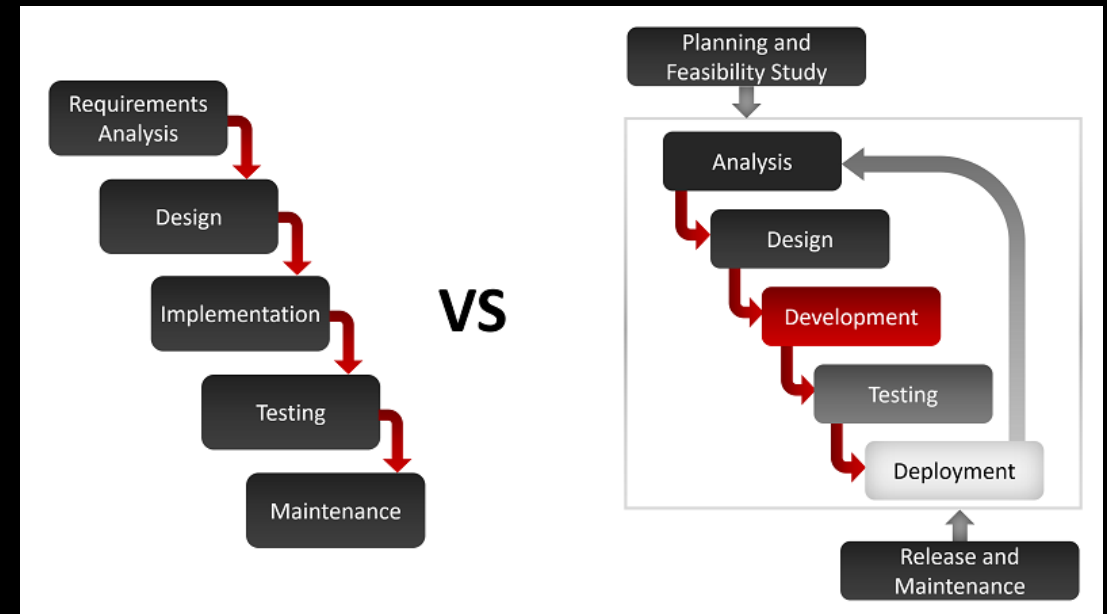 Requirements
Analysis
Design
Implementation
Testing
Maintenance
VS
Planning and
Feasibility Study
Analysis
Design
Development
Testing
Deployment
Release and
Maintenance